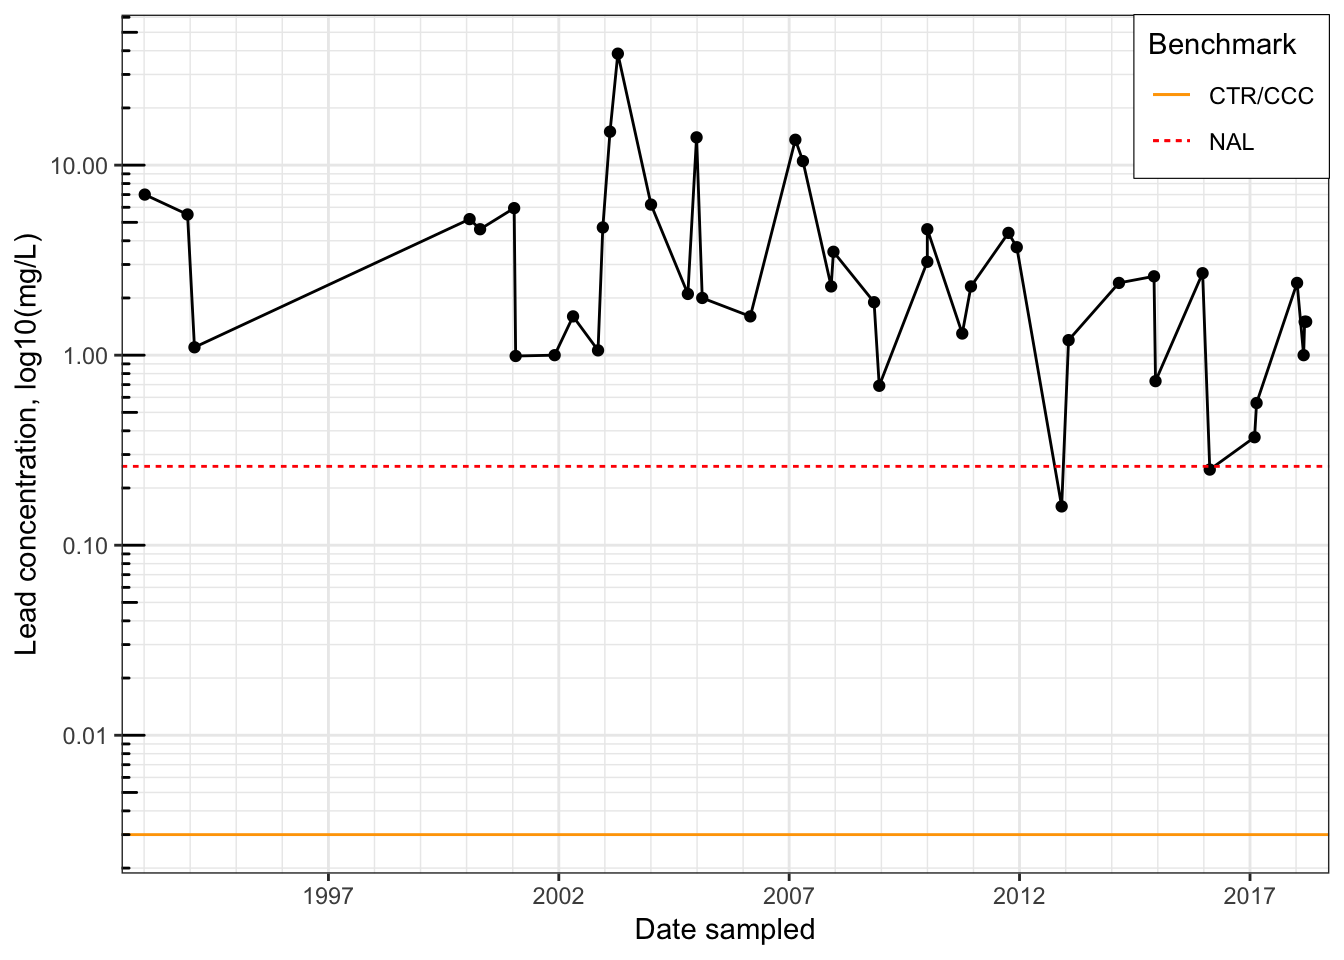 Benchmark
CTR/CCC
NAL
10.00
1.00
0.10
0.01
Lead concentration, log10(mg/L)
1997
2002
2007
2012
2017
Date sampled